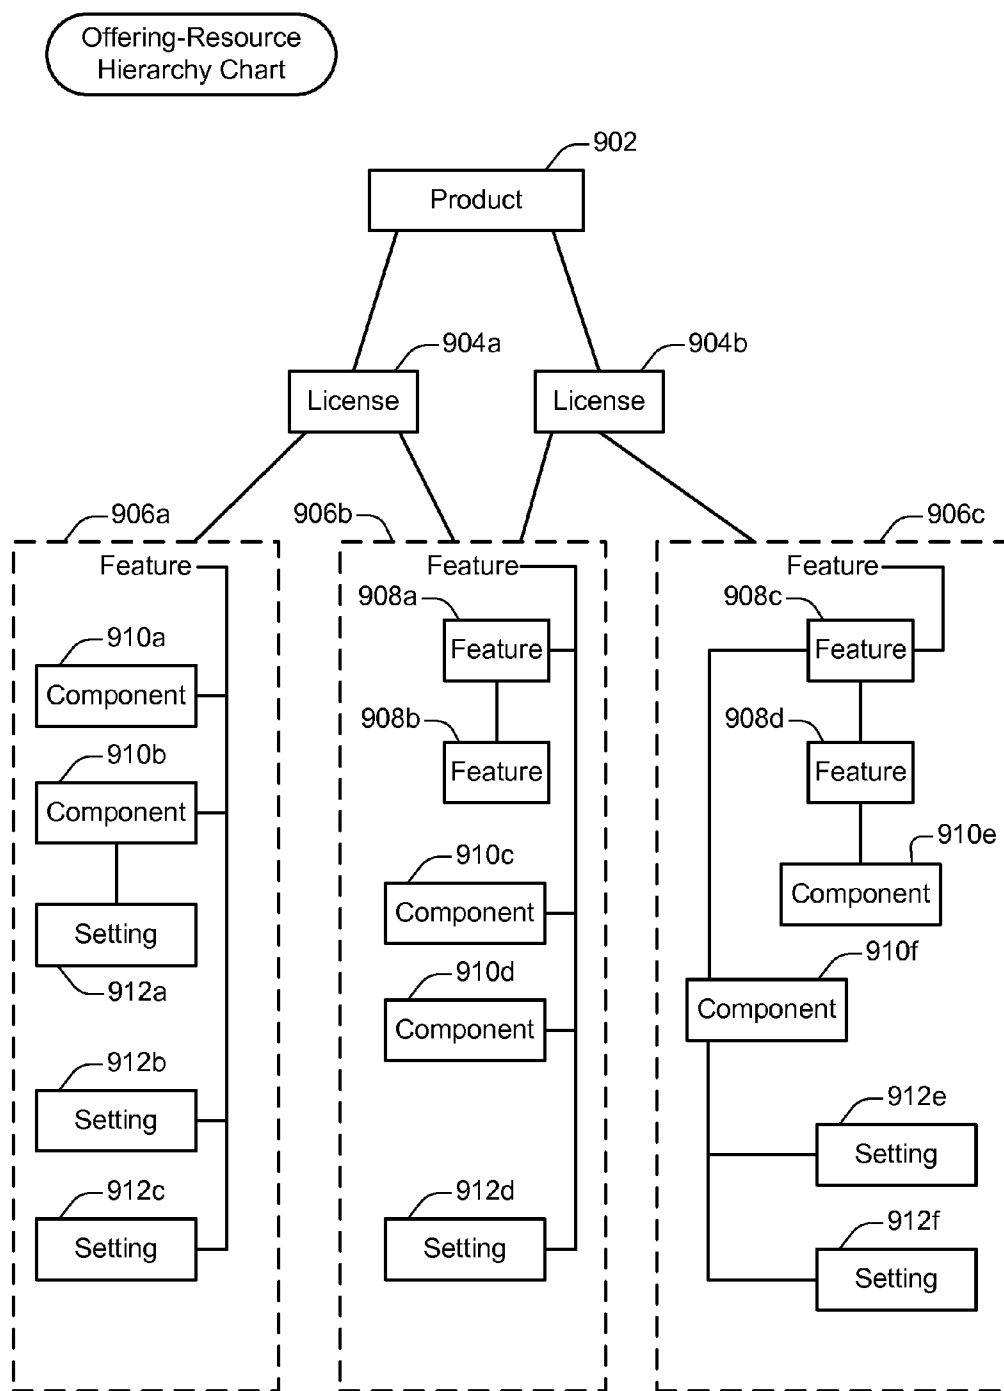 Offering-Resource
Hierarchy Chart
902
Product
904a
904b
License
License
906a
906b
906c
Feature
Feature
Feature
908a
908c
910a
Feature
Feature
Component
908b
908d
910b
Feature
Feature
Component
910c
910e
Component
Component
Setting
912a
910d
910f
Component
Component
912b
912e
Setting
Setting
912c
912d
912f
Setting
Setting
Setting